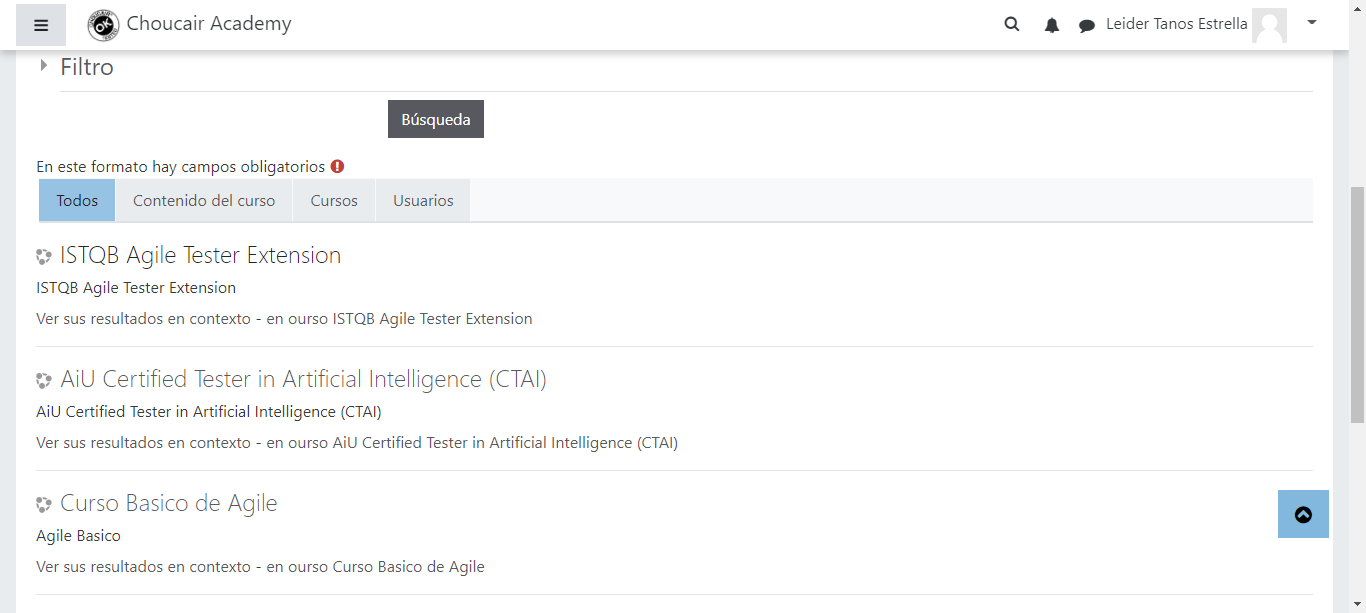 Choucair Academy
Leider Tanos Estrella
Filtro
Búsqueda
En este formato hay campos obligatorios
Todos
Contenido del curso
Cursos
Usuarios
ISTQB Agile Tester Extension
ISTQB Agile Tester Extension
Ver sus resultados en contexto - en ourso ISTQB Agile Tester Extension
AiU Certified Tester in Artificial Intelligence (CTAI)
AiU Certified Tester in Artificial Intelligence (CTAI)
Ver sus resultados en contexto - en ourso AiU Certified Tester in Artificial Intelligence (CTAI)
Curso Basico de Agile
Agile Basico
Ver sus resultados en contexto - en ourso Curso Basico de Agile